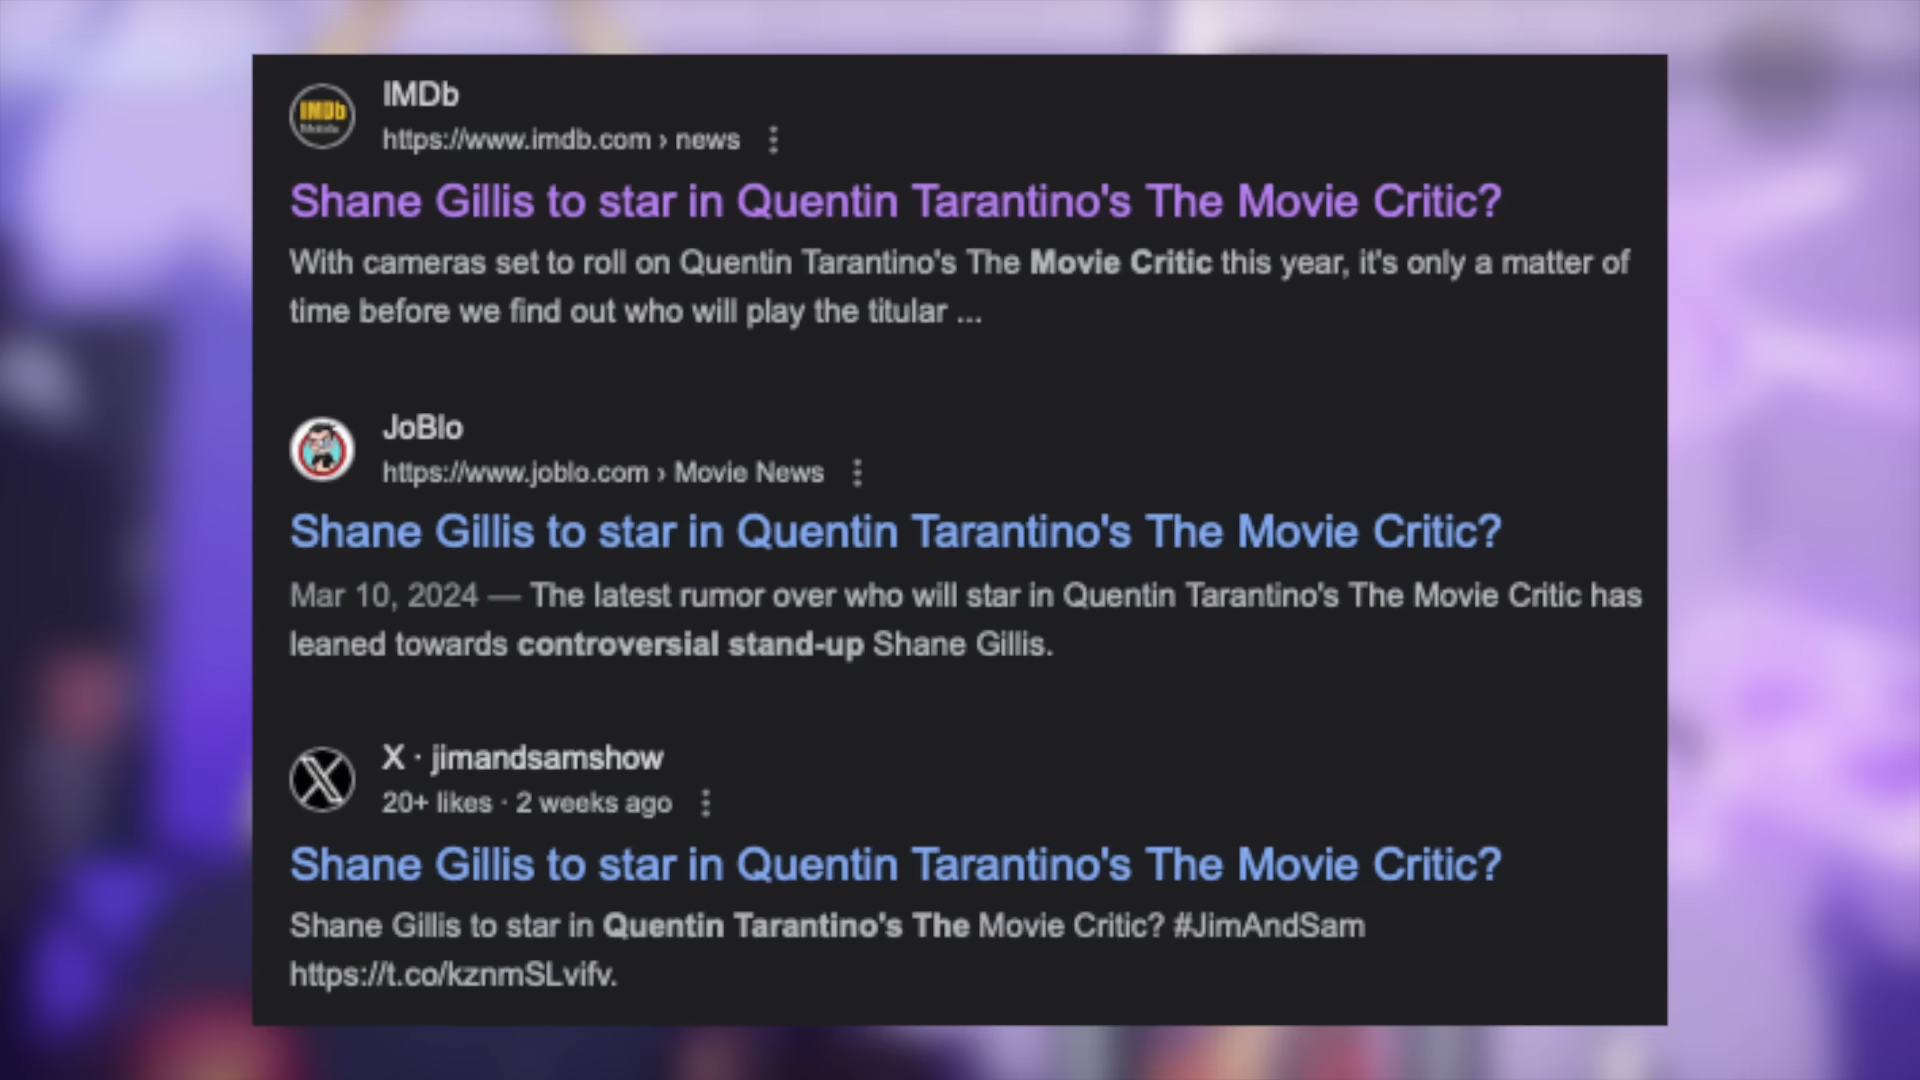 IMDb
IMDb
https://www.imdb.com › news
Shane Gillis to star in Quentin Tarantino's The Movie Critic?
With cameras set to roll on Quentin Tarantino's The Movie Critic this year, it's only a matter of
time before we find out who will play the titular ...
JoBlo
https://www.joblo.com › Movie News
Shane Gillis to star in Quentin Tarantino's The Movie Critic?
Mar 10, 2024 — The latest rumor over who will star in Quentin Tarantino's The Movie Critic has
leaned towards controversial stand-up Shane Gillis.
X · jimandsamshow
20+ likes · 2 weeks ago
Shane Gillis to star in Quentin Tarantino's The Movie Critic?
Shane Gillis to star in Quentin Tarantino's The Movie Critic? #JimAndSam
https://t.co/kznmSLvifv.